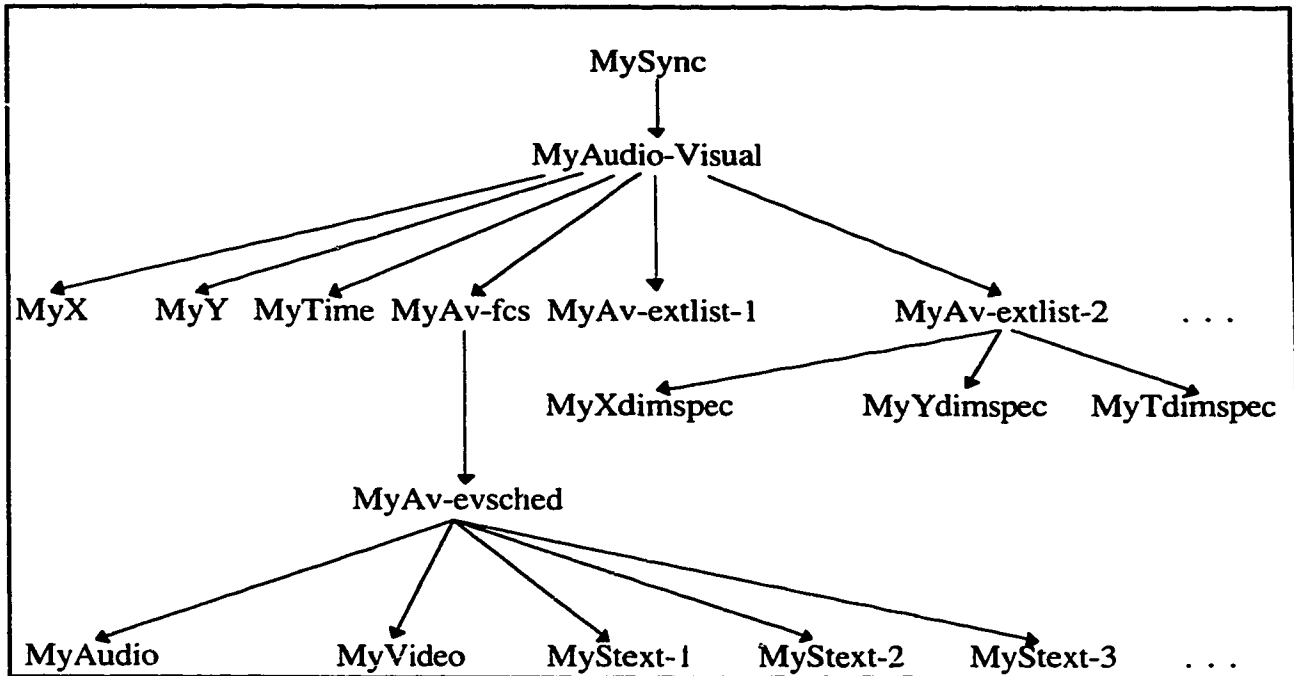 MySync
MyAudio-Visual
MyX MyY MyTime MyAv-fcs MyAv-extlist-1 MyAv-extlist-2 . . .
MyXdimspec MyYdimspec MyTdimspec
MyAv-evsched
MyAudio MyVideo MyStext-1 MyStext-2 MyStext-3 . . .